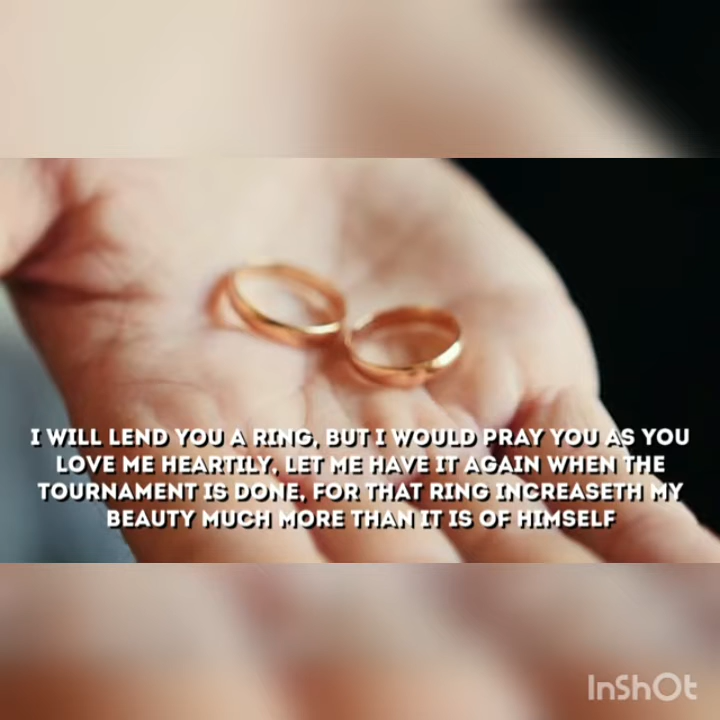 I WILL LEND YOU A RING, BUT I WOULD PRAY YOU AS YOU
LOVE ME HEARTILY, LET ME HAVE IT AGAIN WHEN THE
TOURNAMENT IS DONE, FOR THAT RING INCREASETH MY
BEAUTY MUCH MORE THAN IT IS OF HIMSELF
InShOt